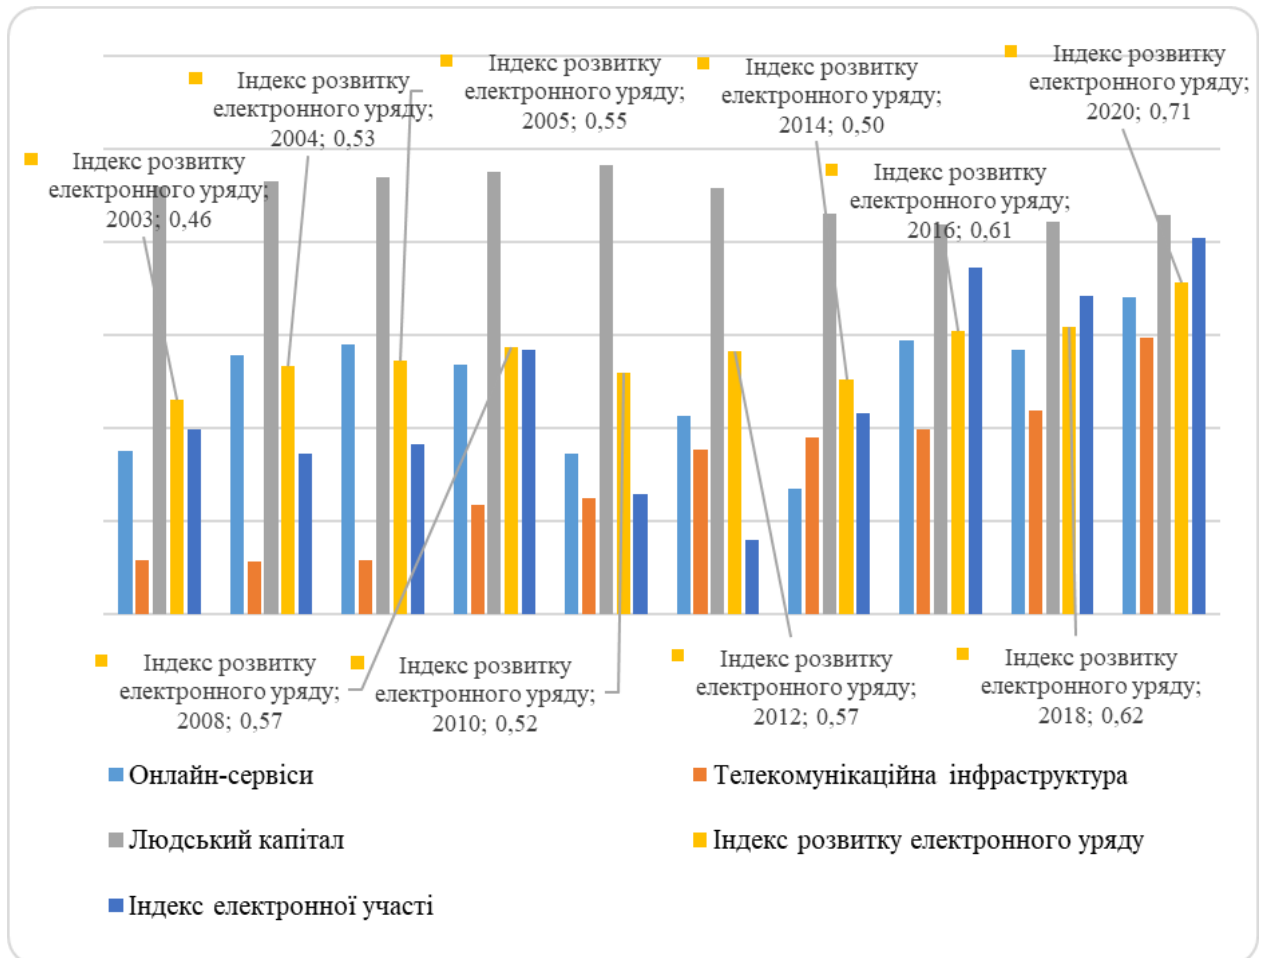 Індекс розвитку
електронного уряду;
2003; 0,46
Індекс розвитку
електронного уряду;
2004; 0,53
Індекс розвитку
електронного уряду;
2005; 0,55
Індекс розвитку
електронного уряду;
2014; 0,50
Індекс розвитку
електронного уряду;
2016; 0,61
Індекс розвитку
електронного уряду;
2020; 0,71
Індекс розвитку
електронного уряду;
2008; 0,57
Індекс розвитку
електронного уряду;
2010; 0,52
Індекс розвитку
електронного уряду;
2012; 0,57
Індекс розвитку
електронного уряду;
2018; 0,62
Онлайн-сервіси
Телекомунікаційна інфраструктура
Людський капітал
Індекс розвитку електронного уряду
Індекс електронної участі